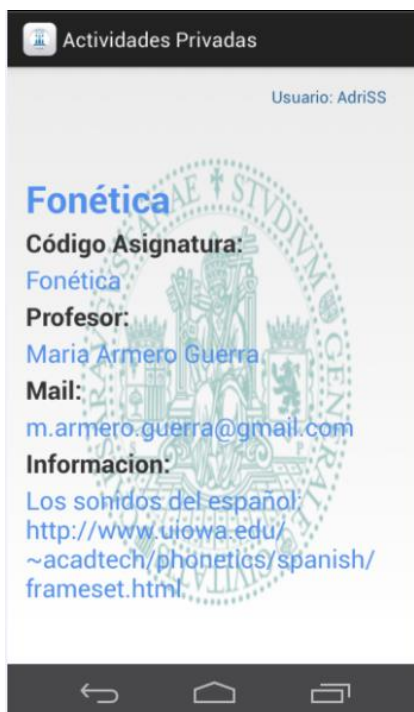 Actividades Privadas
Usuario: AdriSS
Fonética
Código Asignatura:
Fonética
Profesor:
Maria Armero Guerra
Mail:
m.armero.guerra@gmail.com
Informacion:
Los sonidos del español:
http://www.uiowa.edu/
~acadtech/phonetics/spanish/
frameset.html